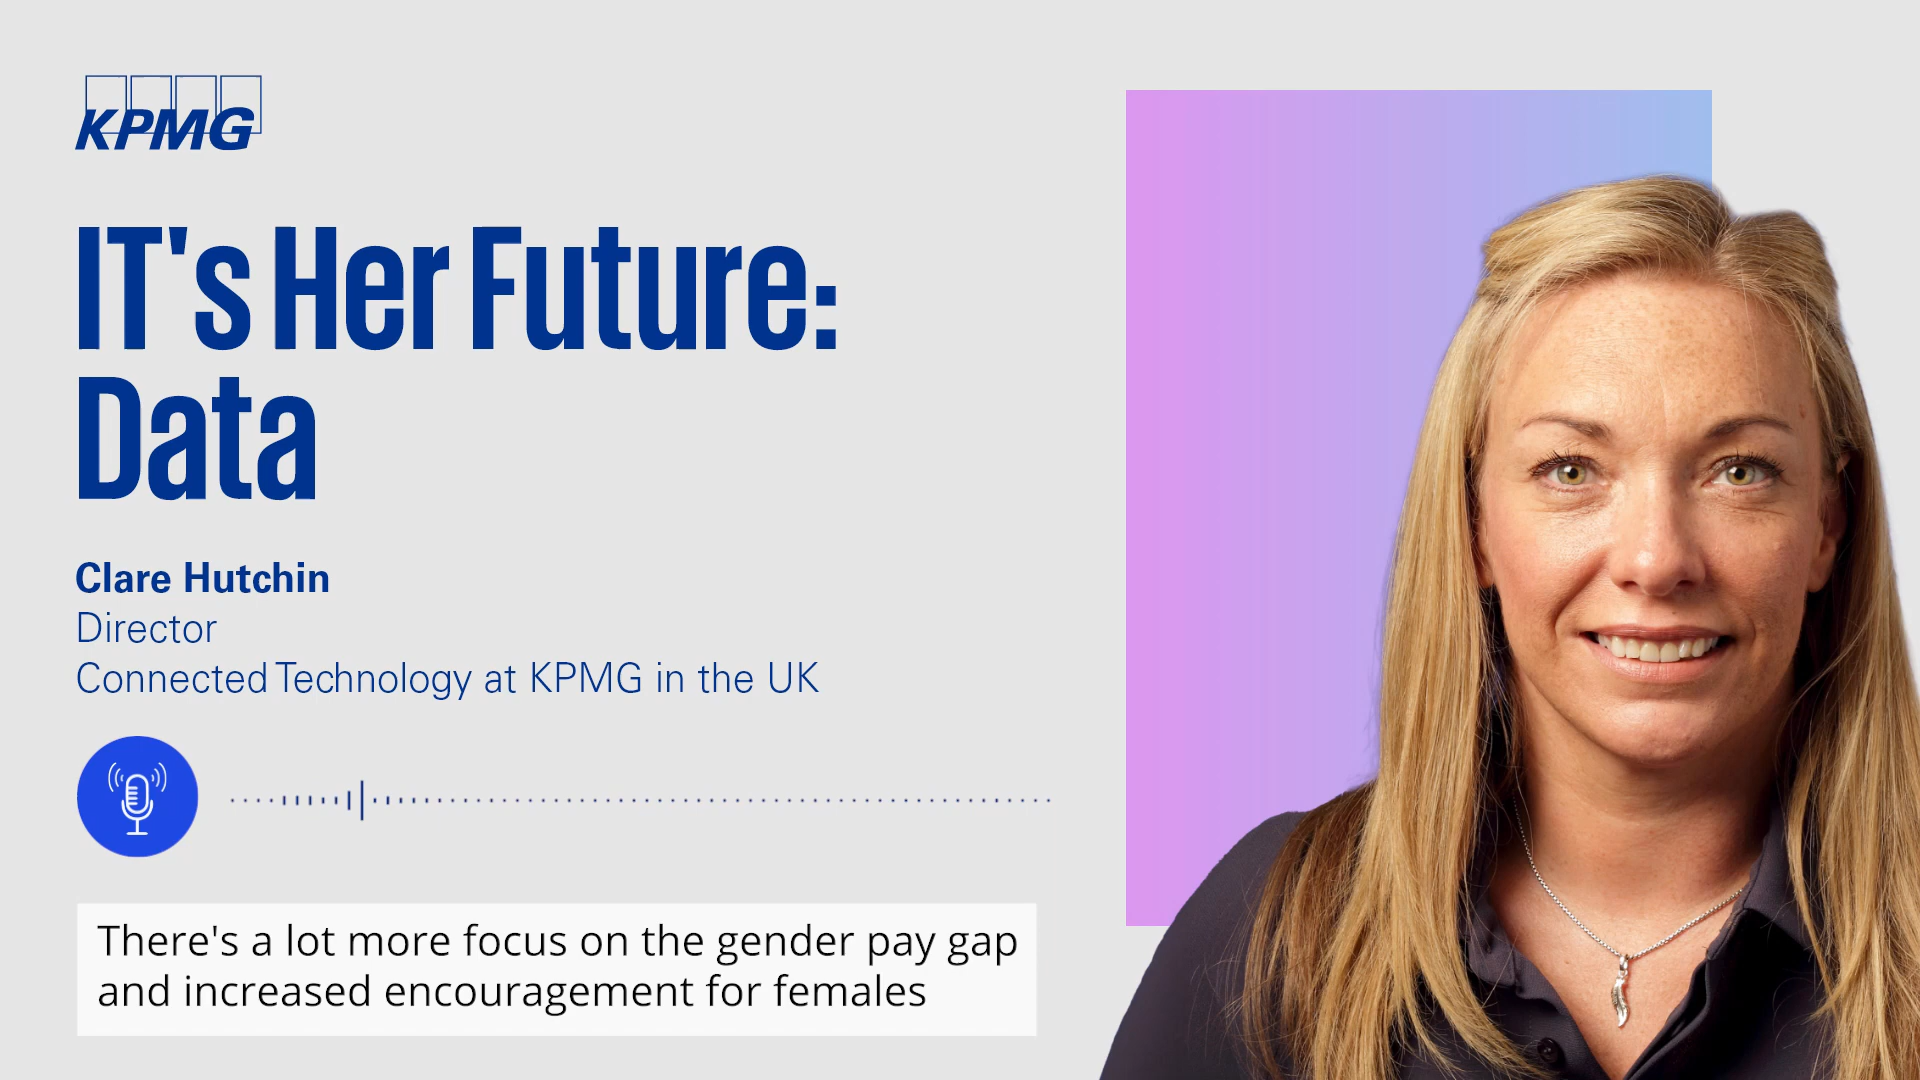 KPMG
IT's Her Future:
Data
Clare Hutchin
Director
Connected Technology at KPMG in the UK
There's a lot more focus on the gender pay gap
and increased encouragement for females